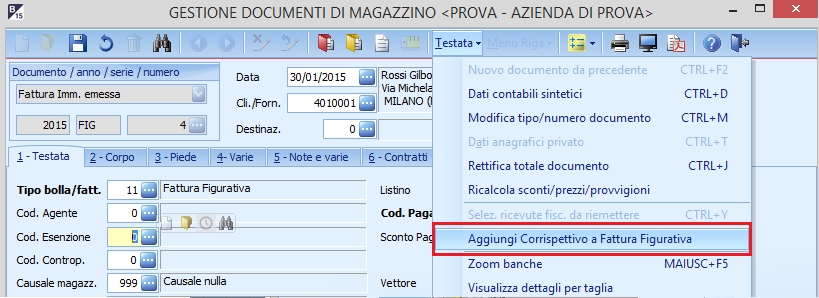 B 15 GESTIONE DOCUMENTI DI MAGAZZINO <PROVA - AZIENDA DI PROVA>
Testata Menu Riga
Documento / anno / serie / numero
Fattura Imm. emessa
2015 FIG 4
Data 30/01/2015
Cli./Forn. 4010001
Destinaz. 0
Rossi Gilbo
Via Michela
MILANO (
1 - Testata 2 - Corpo 3 - Piede 4 - Varie 5 - Note e varie 6 - Contratti
Tipo bolla/fatt. 11 Fattura Figurativa
Cod. Agente 0
Cod. Esenzione 0
Cod. Controp. 0
Causale magazz. 999 Causale nulla
Listino
Cod. Paga
Sconto Pag
Vettore
Nuovo documento da precedente CTRL+F2
Dati contabili sintetici CTRL+D
Modifica tipo/numero documento CTRL+M
Dati anagrafici privato CTRL+T
Rettifica totale documento CTRL+J
Ricalcola sconti/prezzi/provvigioni
Selez. ricevute fisc. da riemettere CTRL+Y
Aggiungi Corrispettivo a Fattura Figurativa
Zoom banche MAIUSC+F5
Visualizza dettagli per taglia